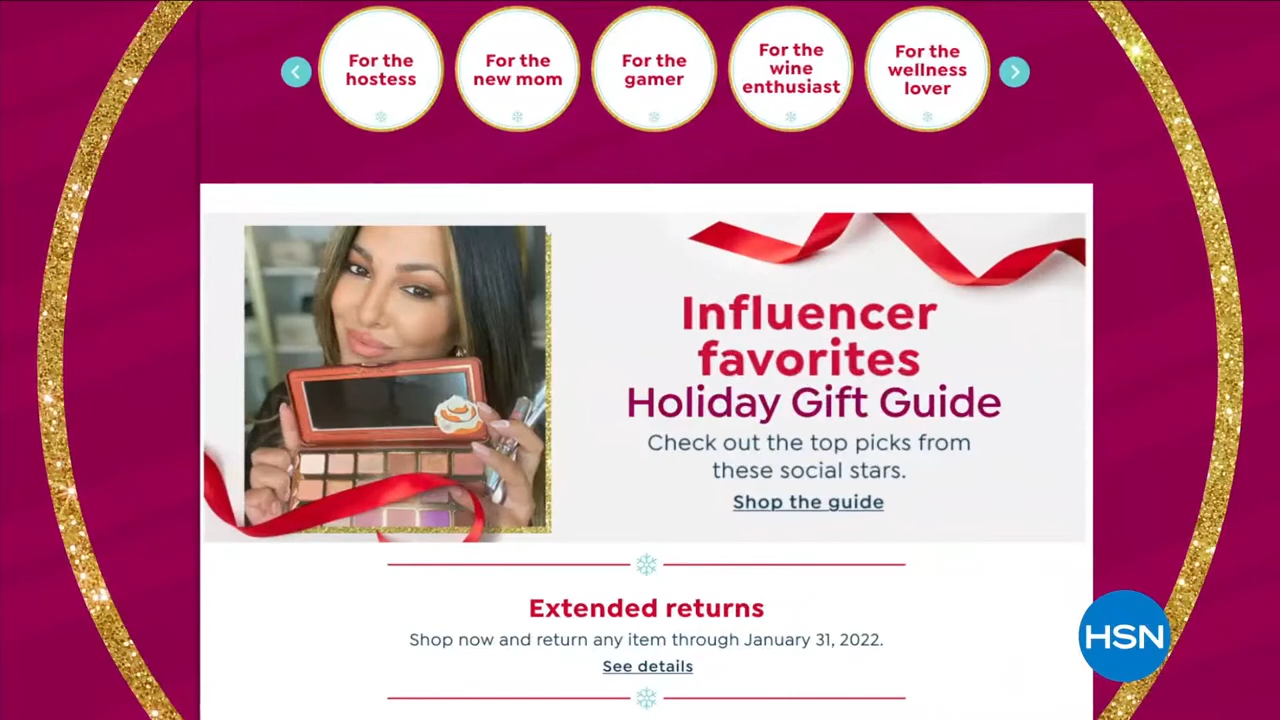 For the
hostess
For the
new mom
For the
gamer
For the
wine
enthusiast
For the
wellness
lover
Influencer
favorites
Holiday Gift Guide
Check out the top picks from
these social stars.
Shop the guide
Extended returns
Shop now and return any item through January 31, 2022.
See details
HSN